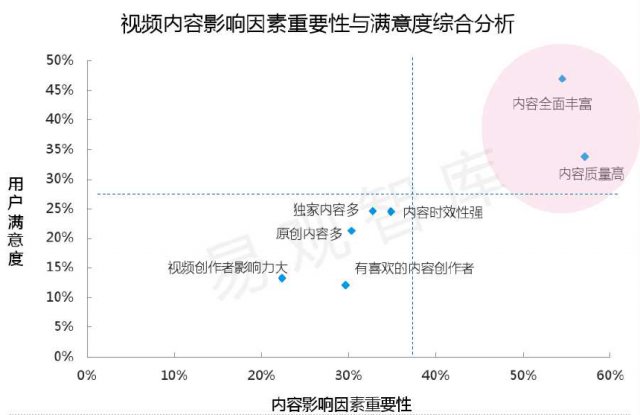 视频内容影响因素重要性与满意度综合分析
50%
45%
内容全面丰富
40%
35%
内容质量高
30%
用户满意度
25%
独家内容多
内容时效性强
原创内容多
20%
视频创作者影响力大
有喜欢的内容创作者
15%
10%
5%
0%
0% 10% 20% 30% 40% 50% 60%
内容影响因素重要性
易观智库